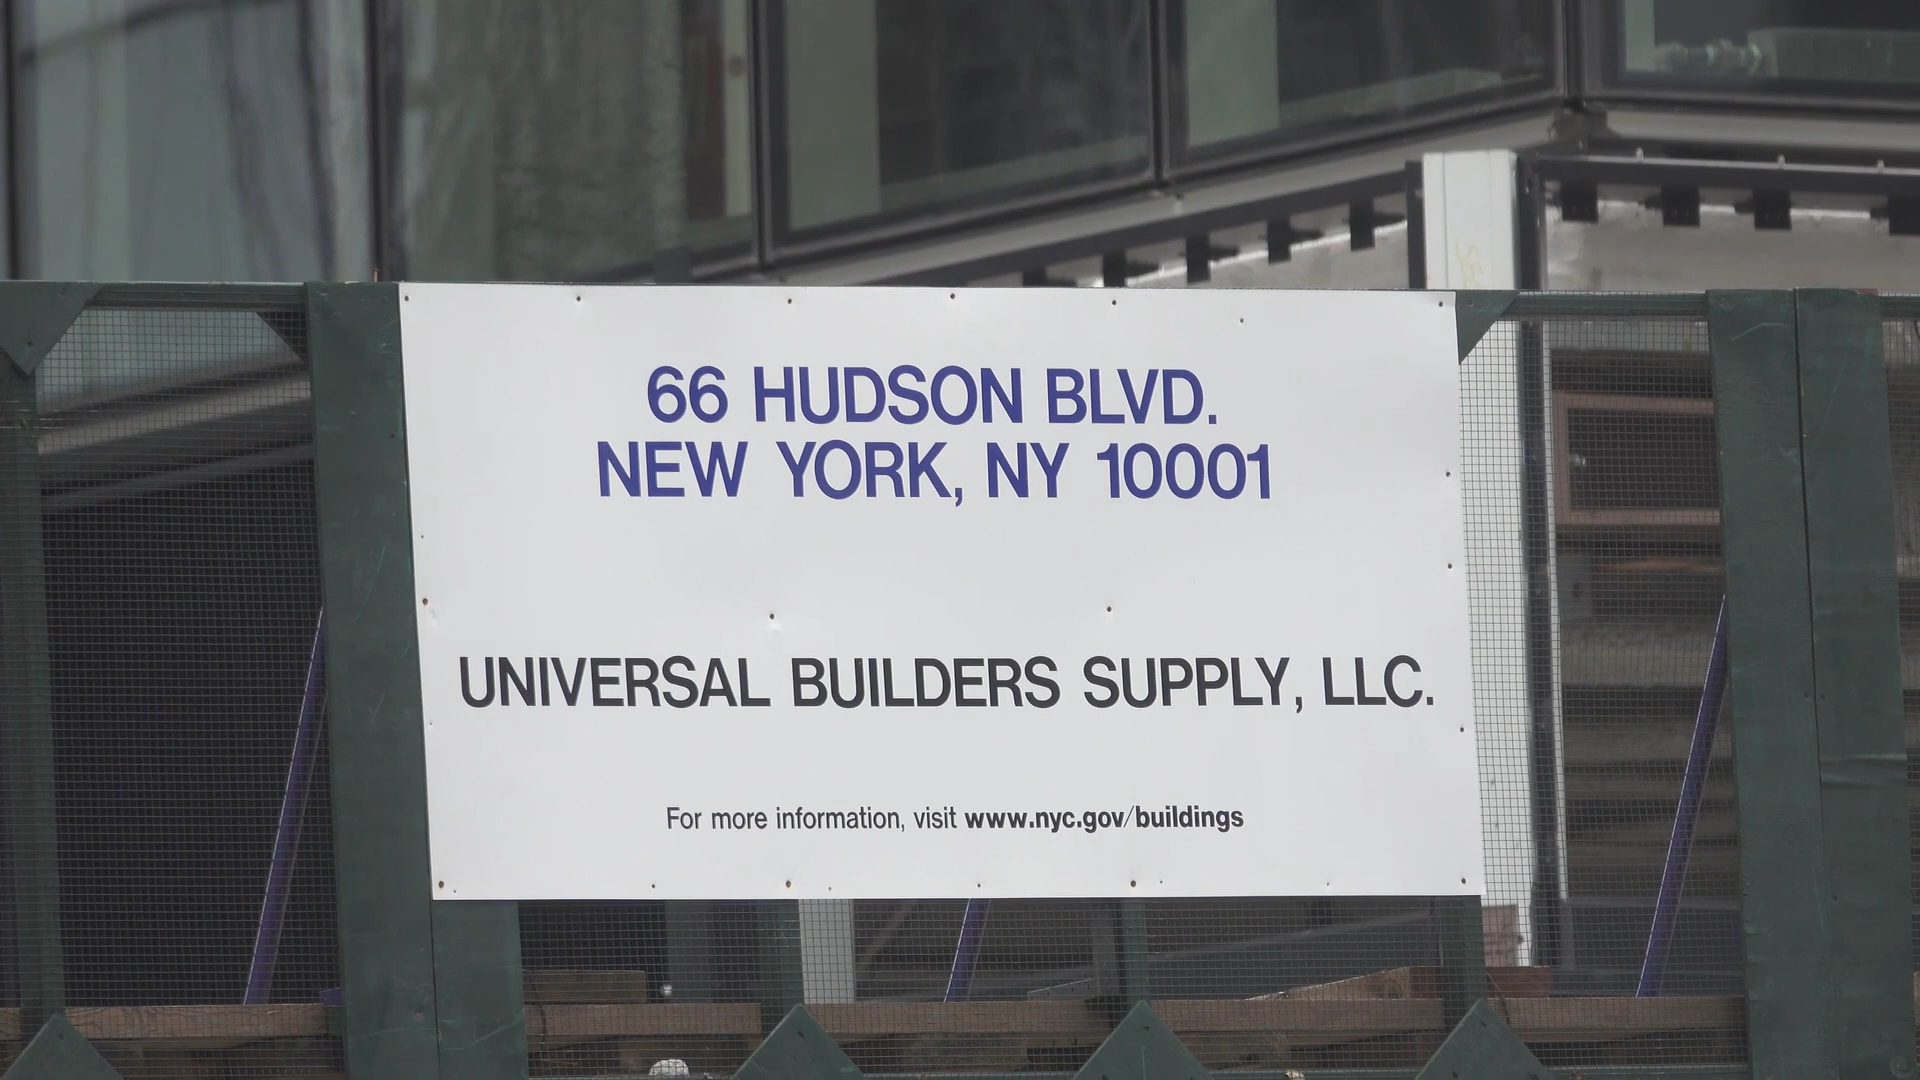 66 HUDSON BLVD.
NEW YORK, NY 10001
UNIVERSAL BUILDERS SUPPLY, LLC.
For more information, visit www.nyc.gov/buildings